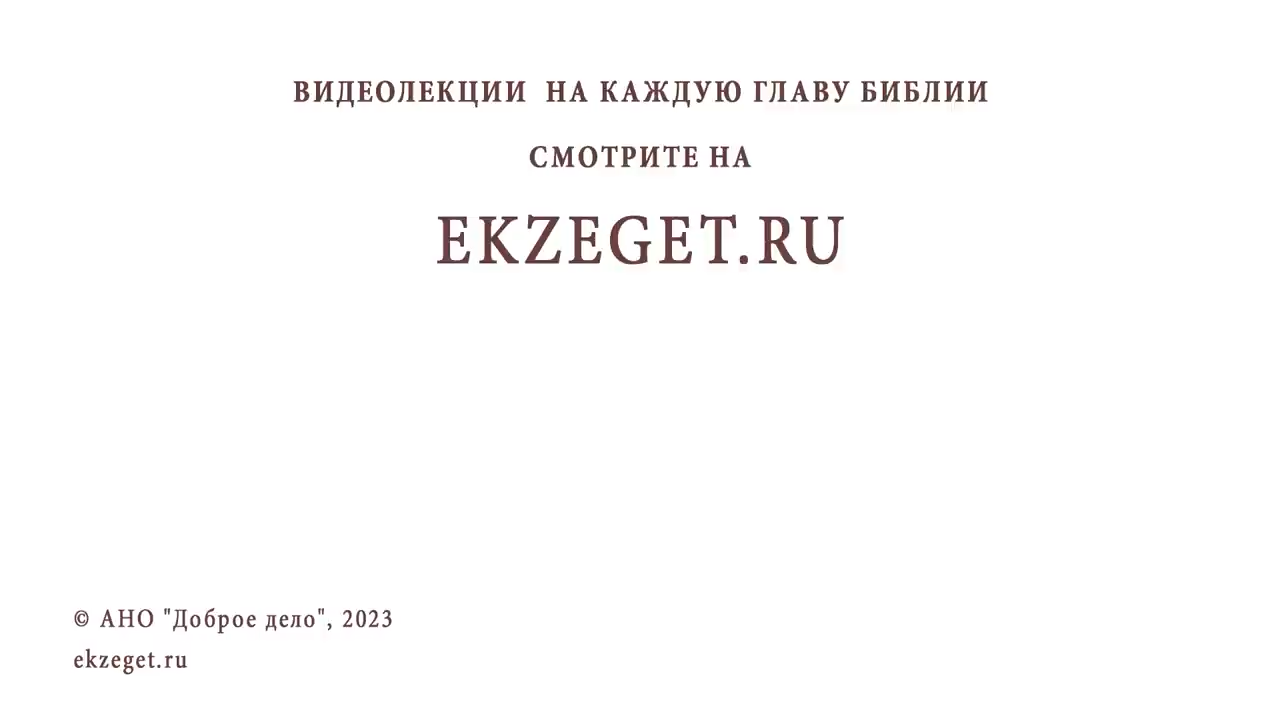 ВИДЕОЛЕКЦИИ НА КАЖДУЮ ГЛАВУ БИБЛИИ
СМОТРИТЕ НА
EKZEGET.RU
© АНО "Доброе дело", 2023
ekzeget.ru